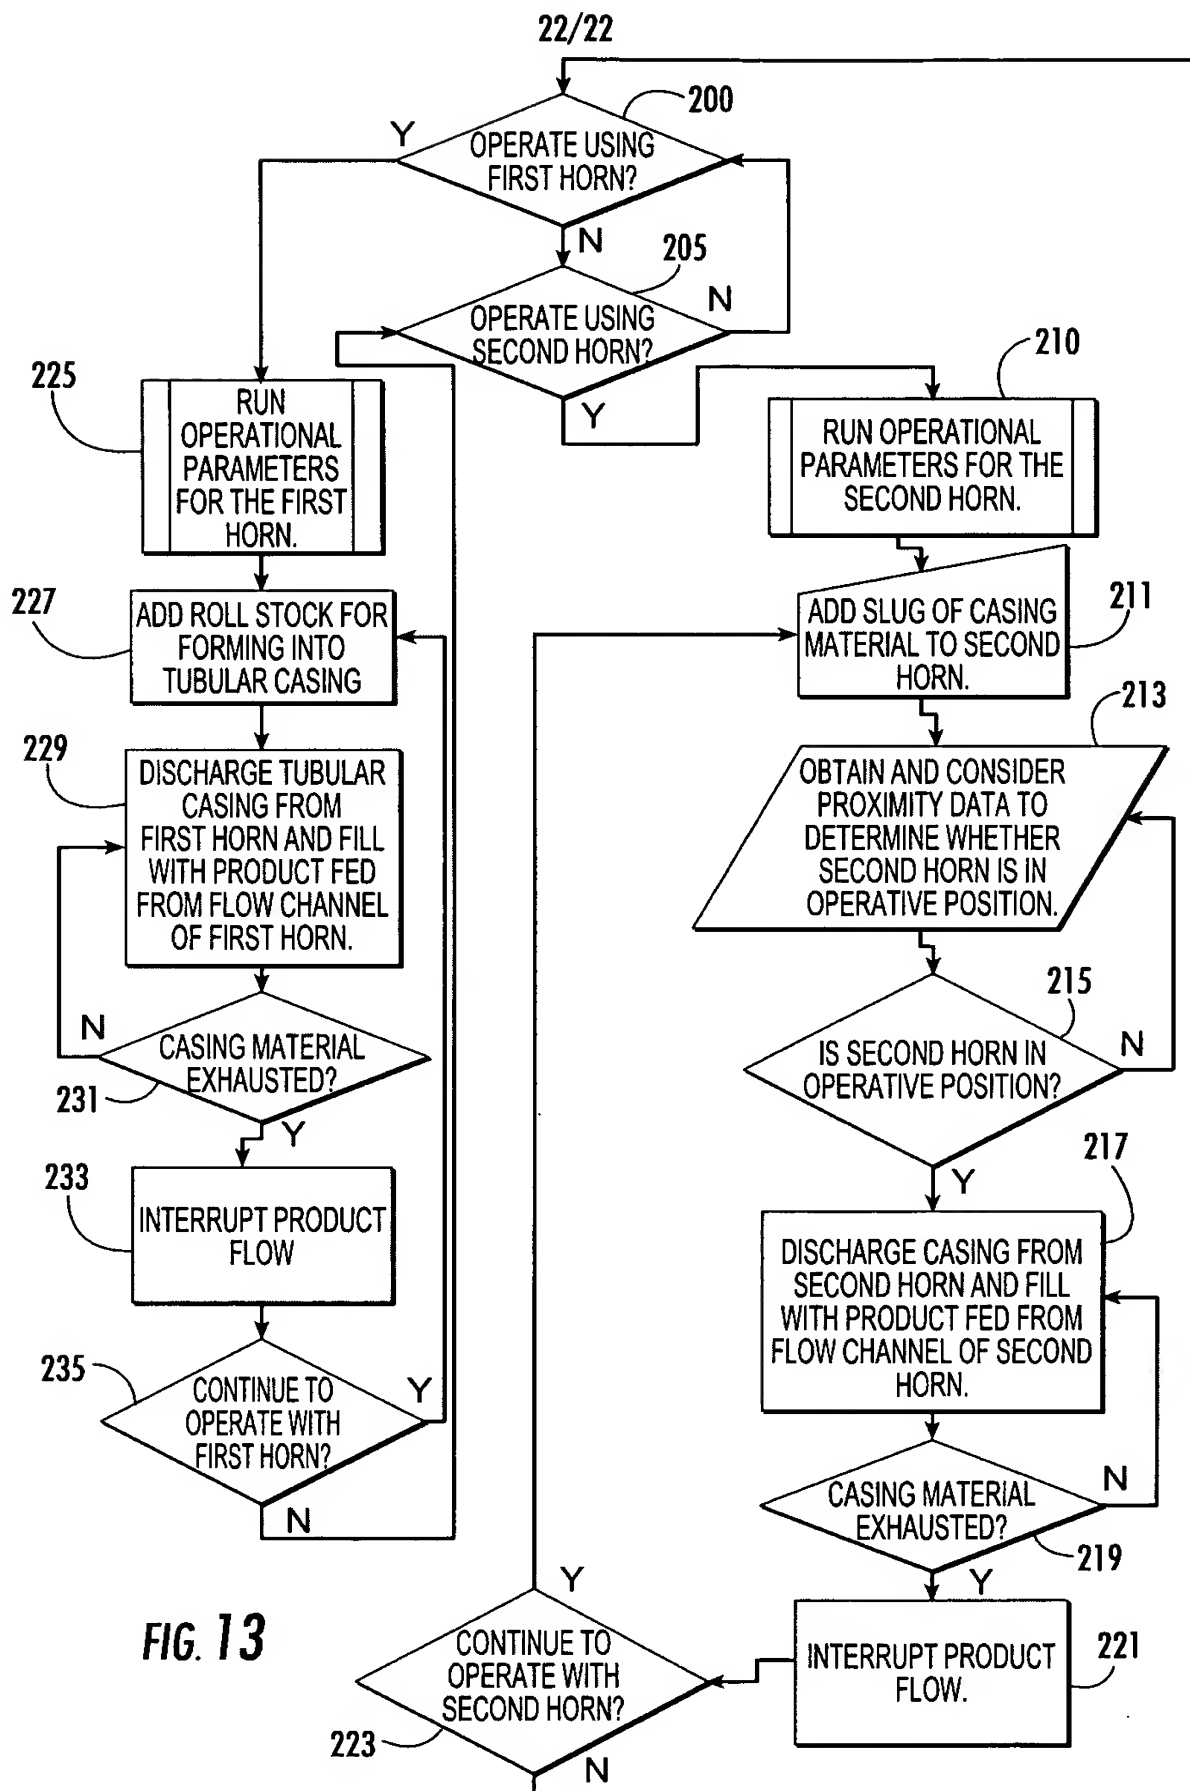 22/22
200
Y
OPERATE USING
FIRST HORN?
N
205
OPERATE USING
SECOND HORN?
N
Y
225
RUN
OPERATIONAL
PARAMETERS
FOR THE FIRST
HORN.
227
ADD ROLL STOCK FOR
FORMING INTO
TUBULAR CASING
229
DISCHARGE TUBULAR
CASING FROM
FIRST HORN AND FILL
WITH PRODUCT FED
FROM FLOW CHANNEL
OF FIRST HORN.
N
CASING MATERIAL
EXHAUSTED?
231
Y
233
INTERRUPT PRODUCT
FLOW
235
CONTINUE TO
OPERATE WITH
FIRST HORN?
Y
N
210
RUN OPERATIONAL
PARAMETERS FOR THE
SECOND HORN.
211
ADD SLUG OF CASING
MATERIAL TO SECOND
HORN.
213
OBTAIN AND CONSIDER
PROXIMITY DATA TO
DETERMINE WHETHER
SECOND HORN IS IN
OPERATIVE POSITION.
215
IS SECOND HORN IN
OPERATIVE POSITION?
N
Y
217
DISCHARGE CASING FROM
SECOND HORN AND FILL
WITH PRODUCT FED FROM
FLOW CHANNEL OF SECOND
HORN.
CASING MATERIAL
EXHAUSTED?
N
219
Y
INTERRUPT PRODUCT
FLOW.
221
Y
CONTINUE TO
OPERATE WITH
SECOND HORN?
223
N
FIG. 13